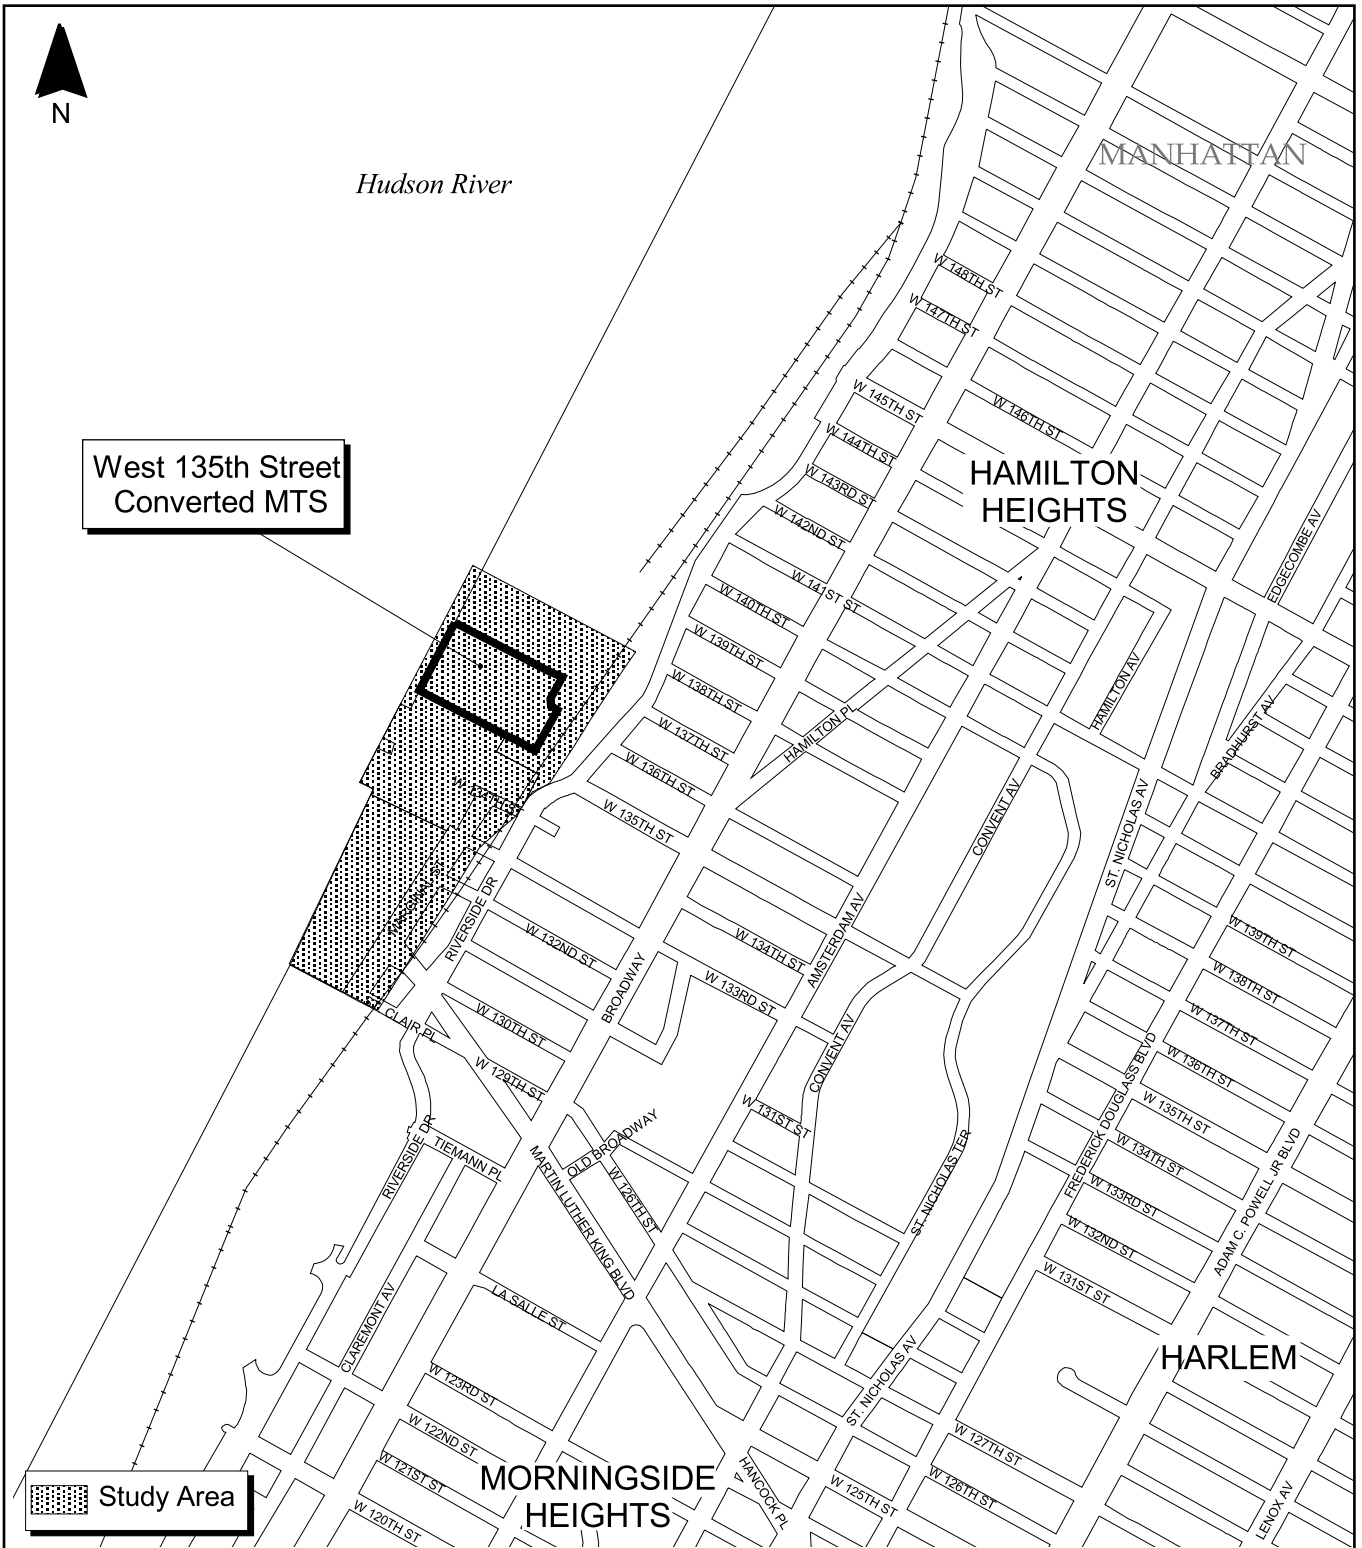 N
MANHATTAN
Hudson River
W 148TH ST
W 147TH ST
W 145TH ST
W 146TH ST
W 144TH ST
West 135th Street
Converted MTS
HAMILTON
HEIGHTS
W 143RD ST
W 142ND ST
EDGECOMBE AV
W 141ST ST
W 140TH ST
W 139TH ST
W 138TH ST
HAMILTON AV
HAMILTON PL
W 137TH ST
BRADHURST AV
W 136TH ST
W 134TH ST
W 135TH ST
CONVENT AV
ST. NICHOLAS AV
RIVERSIDE DR
W 132ND ST
W 134TH ST
AMSTERDAM AV
W 139TH ST
W 138TH ST
BROADWAY
W 133RD ST
W 137TH ST
CLAIR PL
W 130TH ST
W 129TH ST
CONVENT AV
W 136TH ST
W 135TH ST
FREDERICK DOUGLASS BLVD
W 131ST ST
W 134TH ST
ADAM C. POWELL JR BLVD
RIVERSIDE DR
TIEMANN PL
OLD BROADWAY
W 126TH ST
MARTIN LUTHER KING BLVD
ST. NICHOLAS TER
W 133RD ST
W 132ND ST
W 131ST ST
LA SALLE ST
CLAREMONT AV
HARLEM
W 123RD ST
ST. NICHOLAS AV
W 122ND ST
W 121ST ST
W 120TH ST
MORNINGSIDE
HEIGHTS
HANCOCK PL
W 127TH ST
W 126TH ST
W 125TH ST
LENOX AV
Study Area